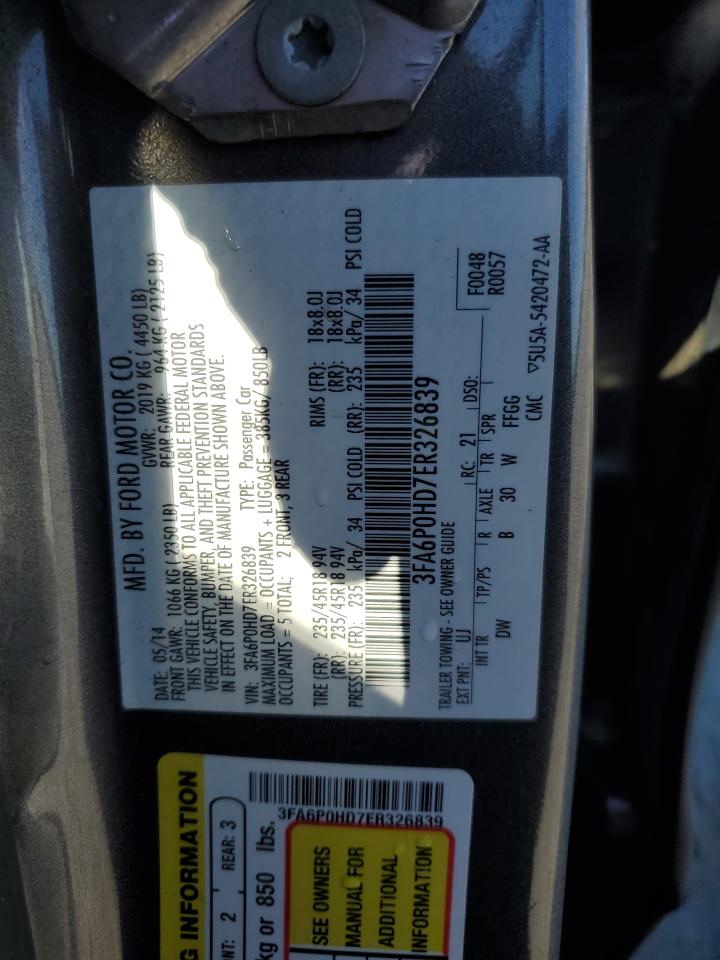 MFD. BY FORD MOTOR CO.
DATE: 05/14 GVWR: 2019 KG ( 4450 LB)
FRONT GAWR: 1066 KG ( 2350 LB) REAR GAWR: 964 KG ( 2125 LB)
THIS VEHICLE CONFORMS TO ALL APPLICABLE FEDERAL MOTOR
VEHICLE SAFETY, BUMPER, AND THEFT PREVENTION STANDARDS
IN EFFECT ON THE DATE OF MANUFACTURE SHOWN ABOVE.
VIN: 3FA6P0HD7ER326839 TYPE: Passenger Car
MAXIMUM LOAD = OCCUPANTS + LUGGAGE = 385KG/ 850LB
OCCUPANTS = 5 TOTAL; 2 FRONT, 3 REAR
TIRE (FR): 235/45R18 94V RIMS (FR): 18x8.0J
(RR): 235/45R18 94V (RR): 18x8.0J
PRESSURE (FR): 235 kPa/ 34 PSI COLD (RR): 235 kPa/ 34 PSI COLD
3FA6P0HD7ER326839
TRAILER TOWING - SEE OWNER GUIDE F0048
EXT PNT: UJ RC: 21 DSO: R0057
INT TR TP/PS R AXLE TR SPR
DW B 30 W FFGG
CMC ▽5U5A-5420472-AA
G INFORMATION
NT: 2 REAR: 3
kg or 850 lbs.
3FA6P0HD7ER326839
SEE OWNERS
MANUAL FOR
ADDITIONAL
INFORMATION